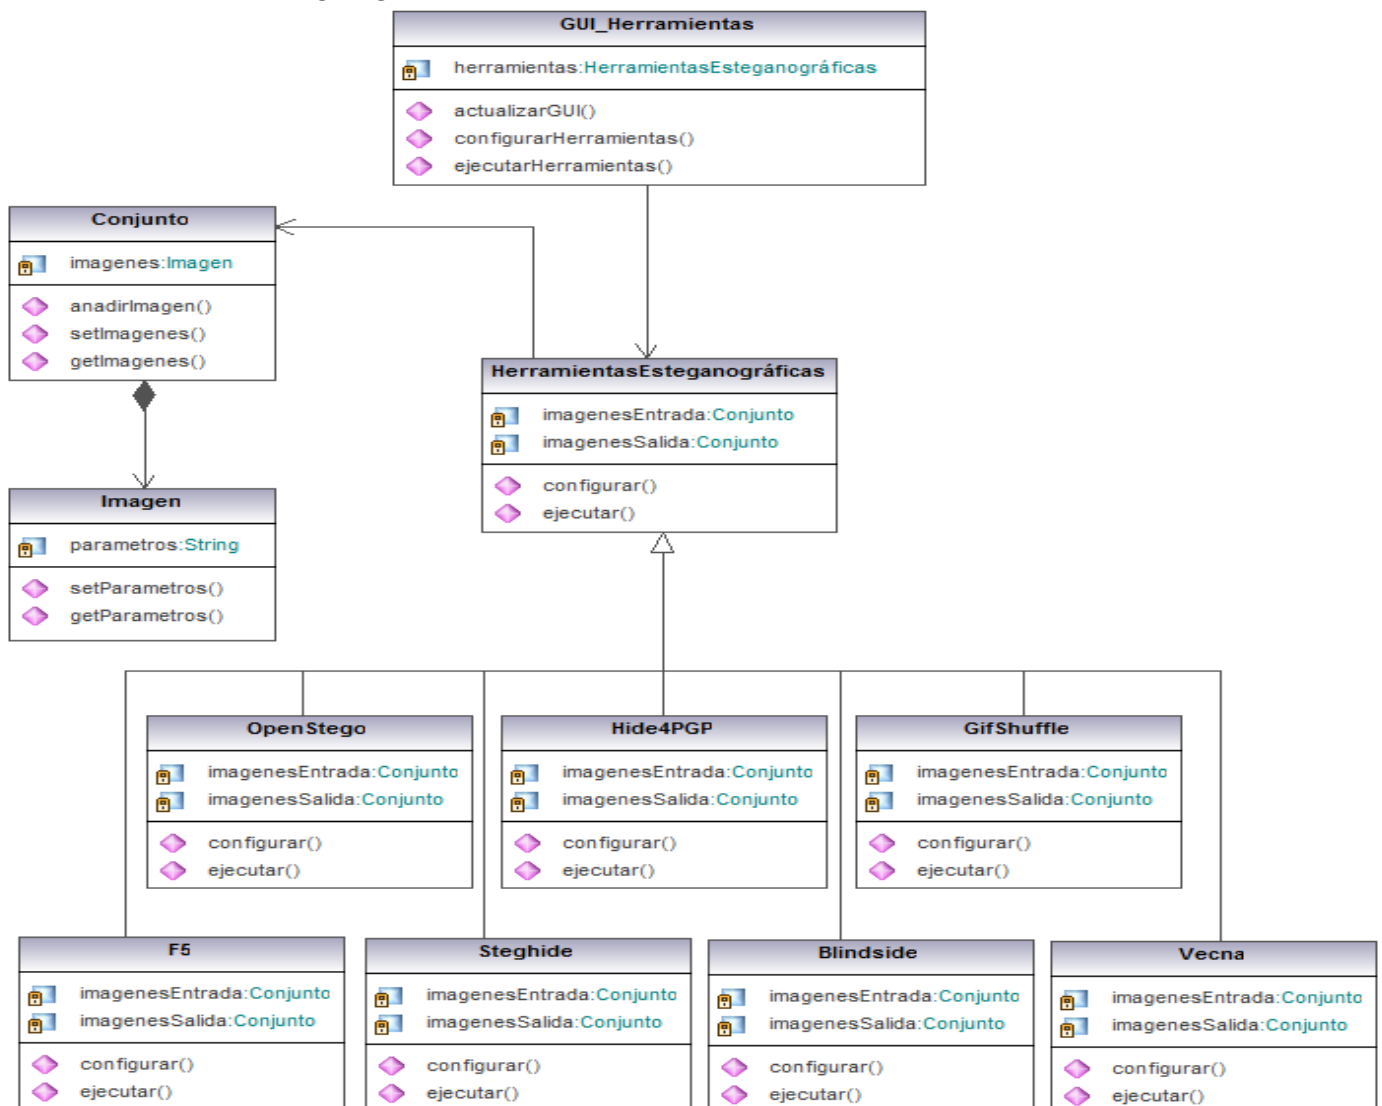 GUI_Herramientas
herramientas:HerramientasEsteganográficas
actualizarGUI()
configurarHerramientas()
ejecutarHerramientas()
Conjunto
imagenes:Imagen
anadirImagen()
setImagenes()
getImagenes()
HerramientasEsteganográficas
imagenesEntrada:Conjunto
imagenesSalida:Conjunto
configurar()
ejecutar()
Imagen
parametros:String
setParametros()
getParametros()
OpenStego
imagenesEntrada:Conjunto
imagenesSalida:Conjunto
configurar()
ejecutar()
Hide4PGP
imagenesEntrada:Conjunto
imagenesSalida:Conjunto
configurar()
ejecutar()
GifShuffle
imagenesEntrada:Conjunto
imagenesSalida:Conjunto
configurar()
ejecutar()
F5
imagenesEntrada:Conjunto
imagenesSalida:Conjunto
configurar()
ejecutar()
Steghide
imagenesEntrada:Conjunto
imagenesSalida:Conjunto
configurar()
ejecutar()
Blindside
imagenesEntrada:Conjunto
imagenesSalida:Conjunto
configurar()
ejecutar()
Vecna
imagenesEntrada:Conjunto
imagenesSalida:Conjunto
configurar()
ejecutar()